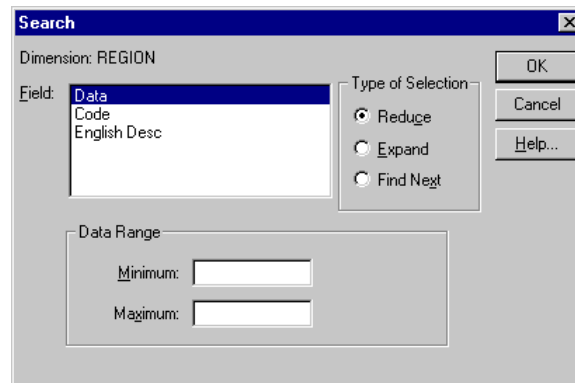 Search
Dimension: REGION
Field:
Data
Code
English Desc
Type of Selection
Reduce
Expand
Find Next
OK
Cancel
Help...
Data Range
Minimum:
Maximum: